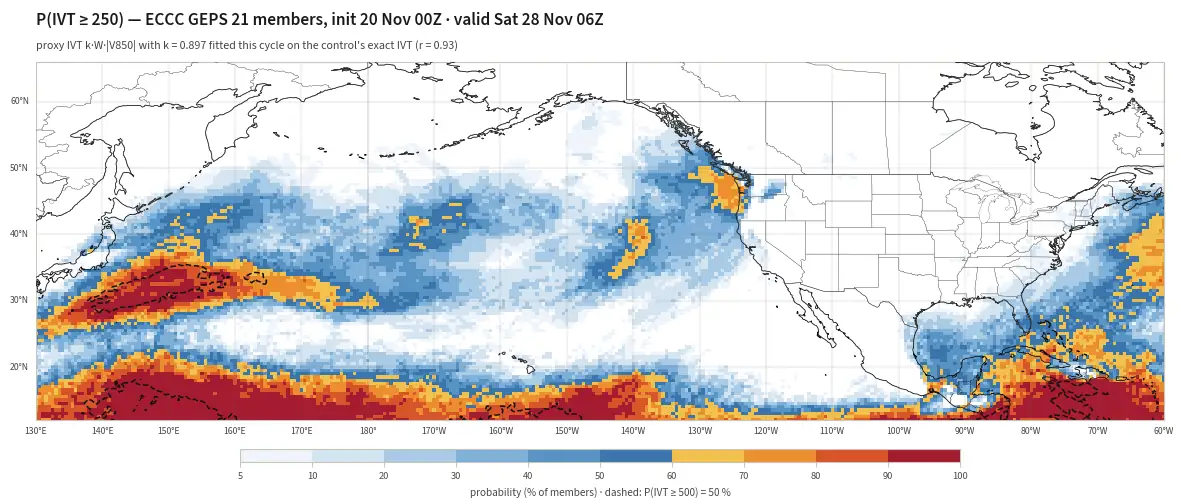 P(IVT ≥ 250) — ECCC GEPS 21 members, init 20 Nov 00Z · valid Sat 28 Nov 06Z
proxy IVT k·W·|V850| with k = 0.897 fitted this cycle on the control's exact IVT (r = 0.93)
60°N
50°N
40°N
30°N
20°N
130°E 140°E 150°E 160°E 170°E 180° 170°W 160°W 150°W 140°W 130°W 120°W 110°W 100°W 90°W 80°W 70°W 60°W
5 10 20 30 40 50 60 70 80 90 100
probability (% of members) · dashed: P(IVT ≥ 500) = 50 %